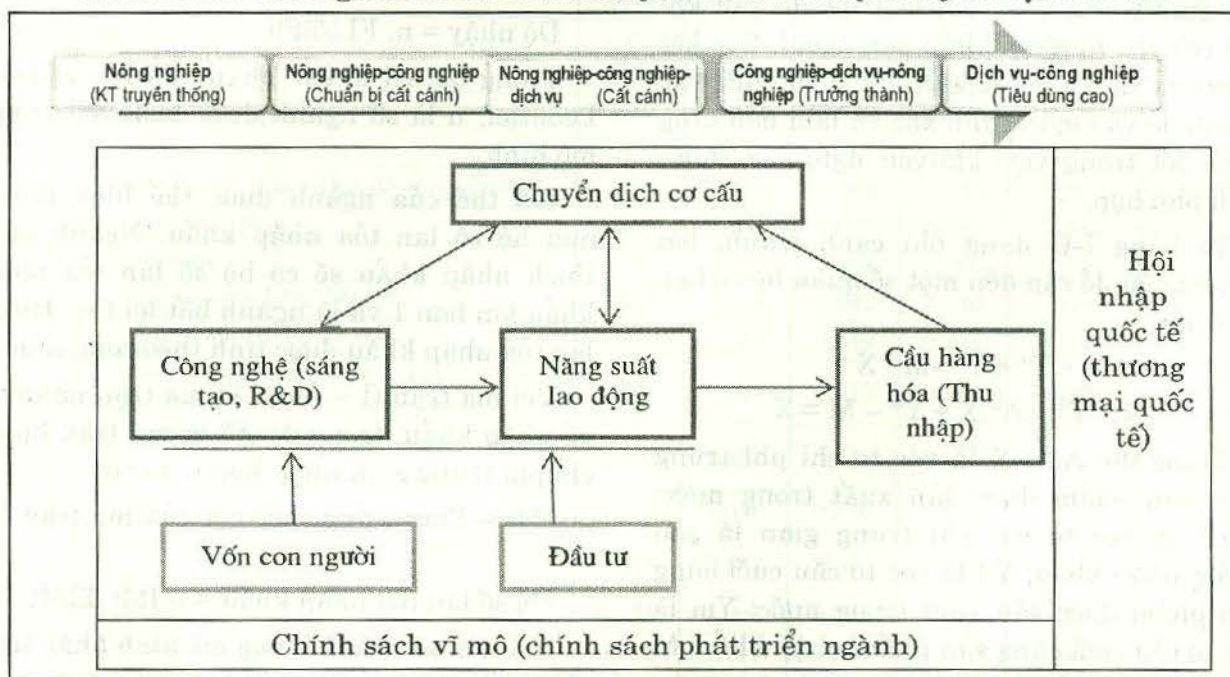 Nông nghiệp
(KT truyền thống)
Nông nghiệp-công nghiệp
(Chuẩn bị cất cánh)
Nông nghiệp-công nghiệp-
dịch vụ (Cất cánh)
Công nghiệp-dịch vụ-nông
nghiệp (Trưởng thành)
Dịch vụ-công nghiệp
(Tiêu dùng cao)
Chuyển dịch cơ cấu
Công nghệ (sáng
tạo, R&D)
Năng suất
lao động
Cầu hàng
hóa (Thu
nhập)
Vốn con người
Đầu tư
Hội
nhập
quốc tế
(thương
mại quốc
tế)
Chính sách vĩ mô (chính sách phát triển ngành)